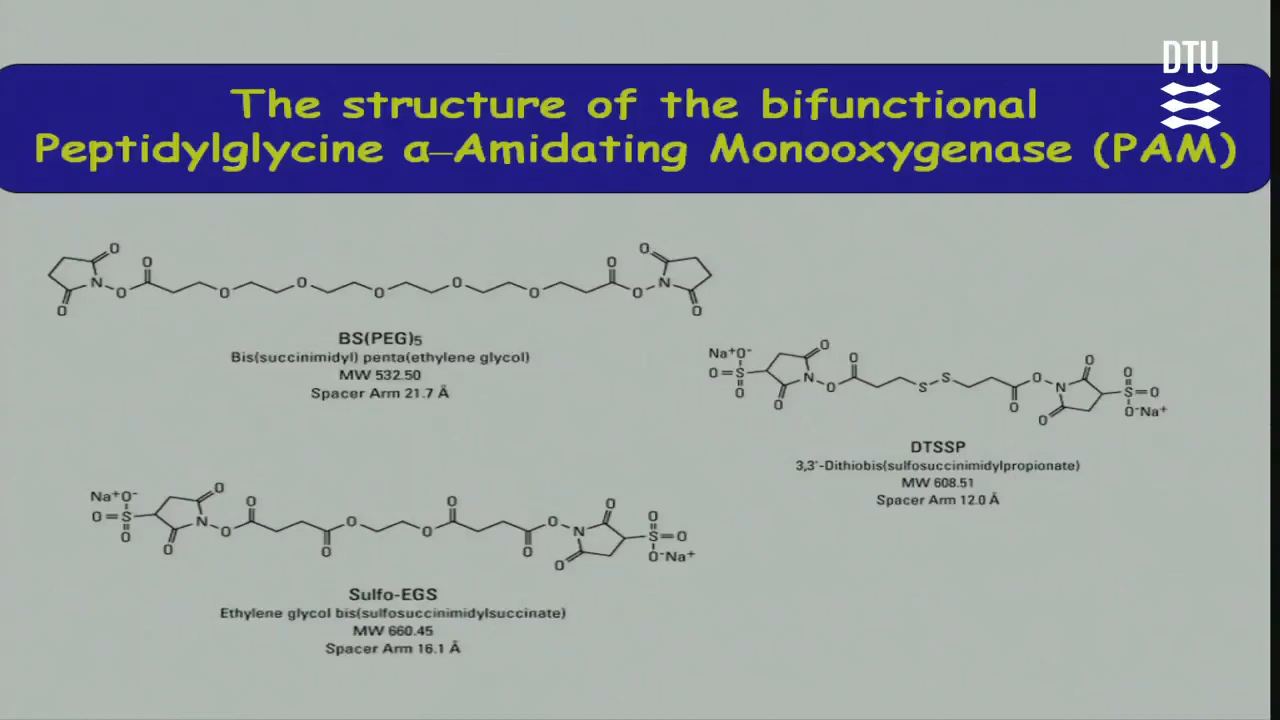 DTU
The structure of the bifunctional
Peptidylglycine α–Amidating Monooxygenase (PAM)
BS(PEG)5
Bis(succinimidyl) penta(ethylene glycol)
MW 532.50
Spacer Arm 21.7 Å
DTSSP
3,3'-Dithiobis(sulfosuccinimidylpropionate)
MW 608.51
Spacer Arm 12.0 Å
Sulfo-EGS
Ethylene glycol bis(sulfosuccinimidylsuccinate)
MW 660.45
Spacer Arm 16.1 Å